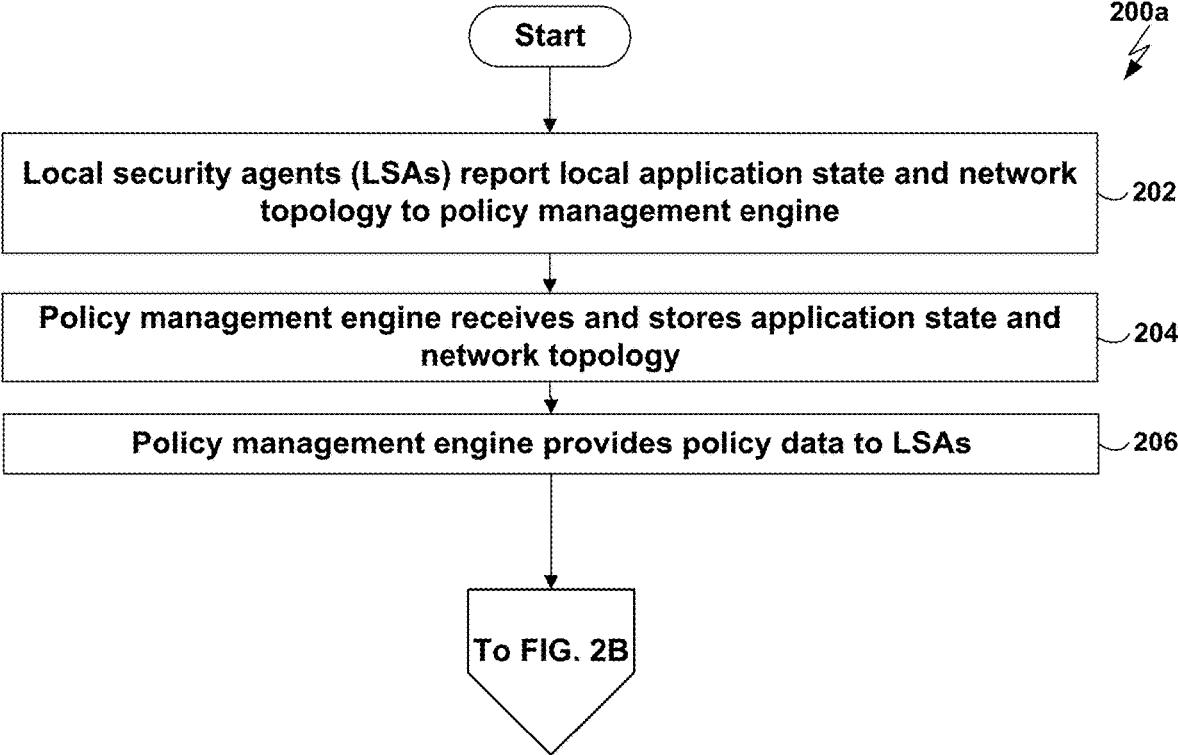 200a
Start
Local security agents (LSAs) report local application state and network
topology to policy management engine
202
Policy management engine receives and stores application state and
network topology
204
Policy management engine provides policy data to LSAs
206
To FIG. 2B